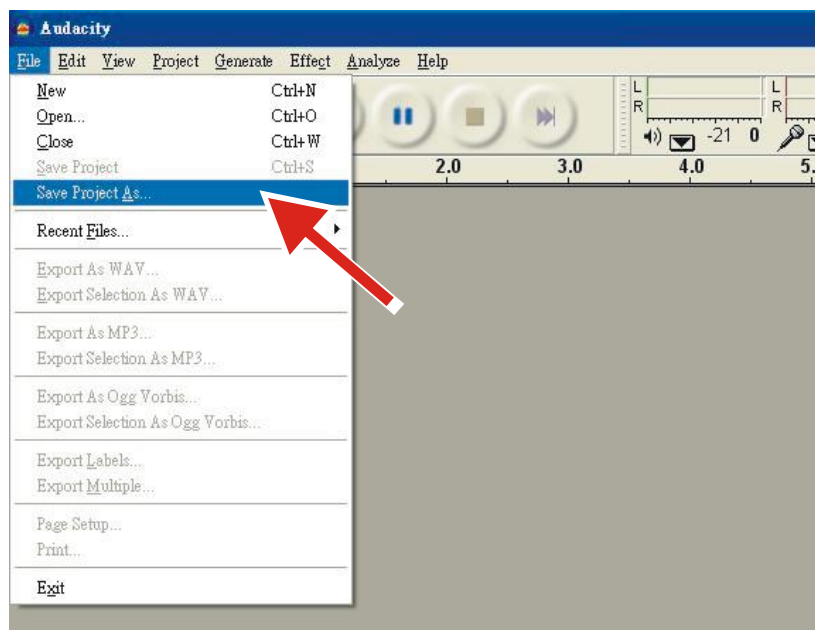 Audacity
File Edit View Project Generate Effect Analyze Help
New Ctrl+N
Open... Ctrl+O
Close Ctrl+W
Save Project Ctrl+S
Save Project As...
Recent Files...
Export As WAV...
Export Selection As WAV...
Export As MP3...
Export Selection As MP3...
Export As Ogg Vorbis...
Export Selection As Ogg Vorbis...
Export Labels...
Export Multiple...
Page Setup...
Print...
Exit
L L
R R
-21 0
2.0 3.0 4.0 5.